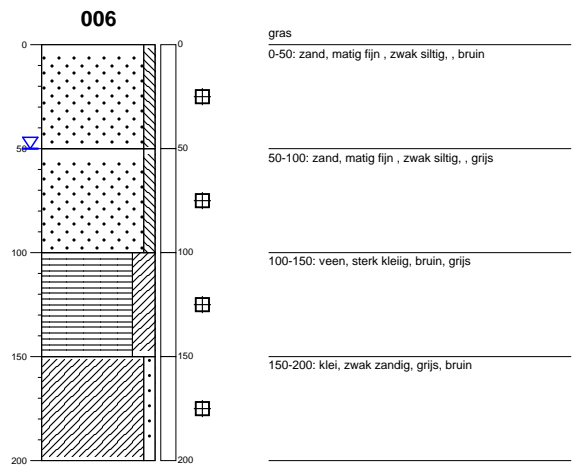 006
gras
0
0
0-50: zand, matig fijn , zwak siltig, , bruin
50
50
50-100: zand, matig fijn , zwak siltig, , grijs
100
100
100-150: veen, sterk kleiig, bruin, grijs
150
150
150-200: klei, zwak zandig, grijs, bruin
200
200